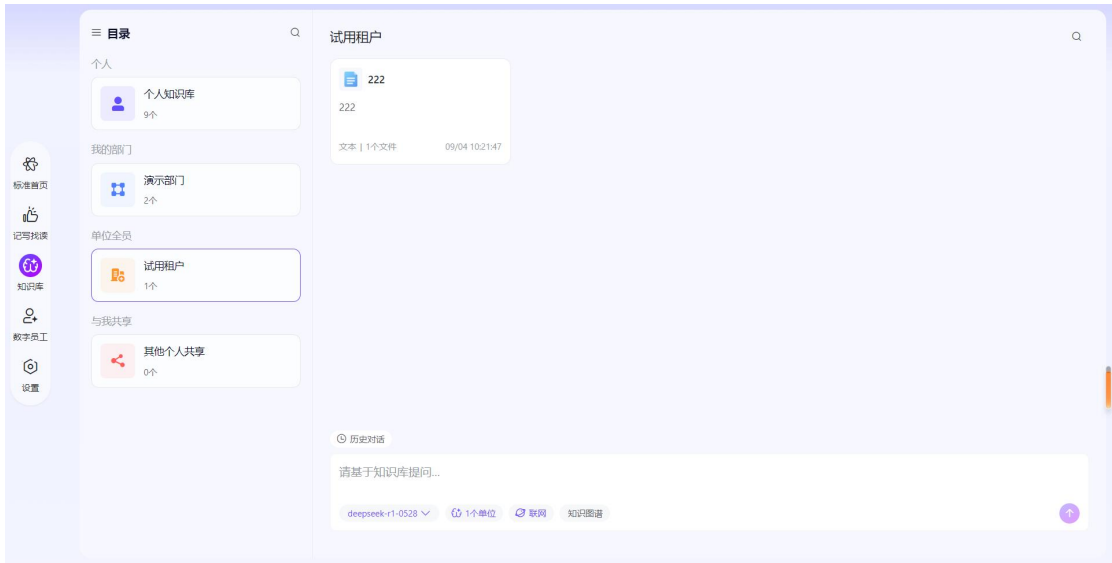 标准首页
记写找读
知识库
数字员工
设置
目录
个人
个人知识库
9个
我的部门
演示部门
2个
单位全员
试用租户
1个
与我共享
其他个人共享
0个
试用租户
222
222
文本 | 1个文件 09/04 10:21:47
历史对话
请基于知识库提问...
deepseek-r1-0528 1个单位 联网 知识图谱